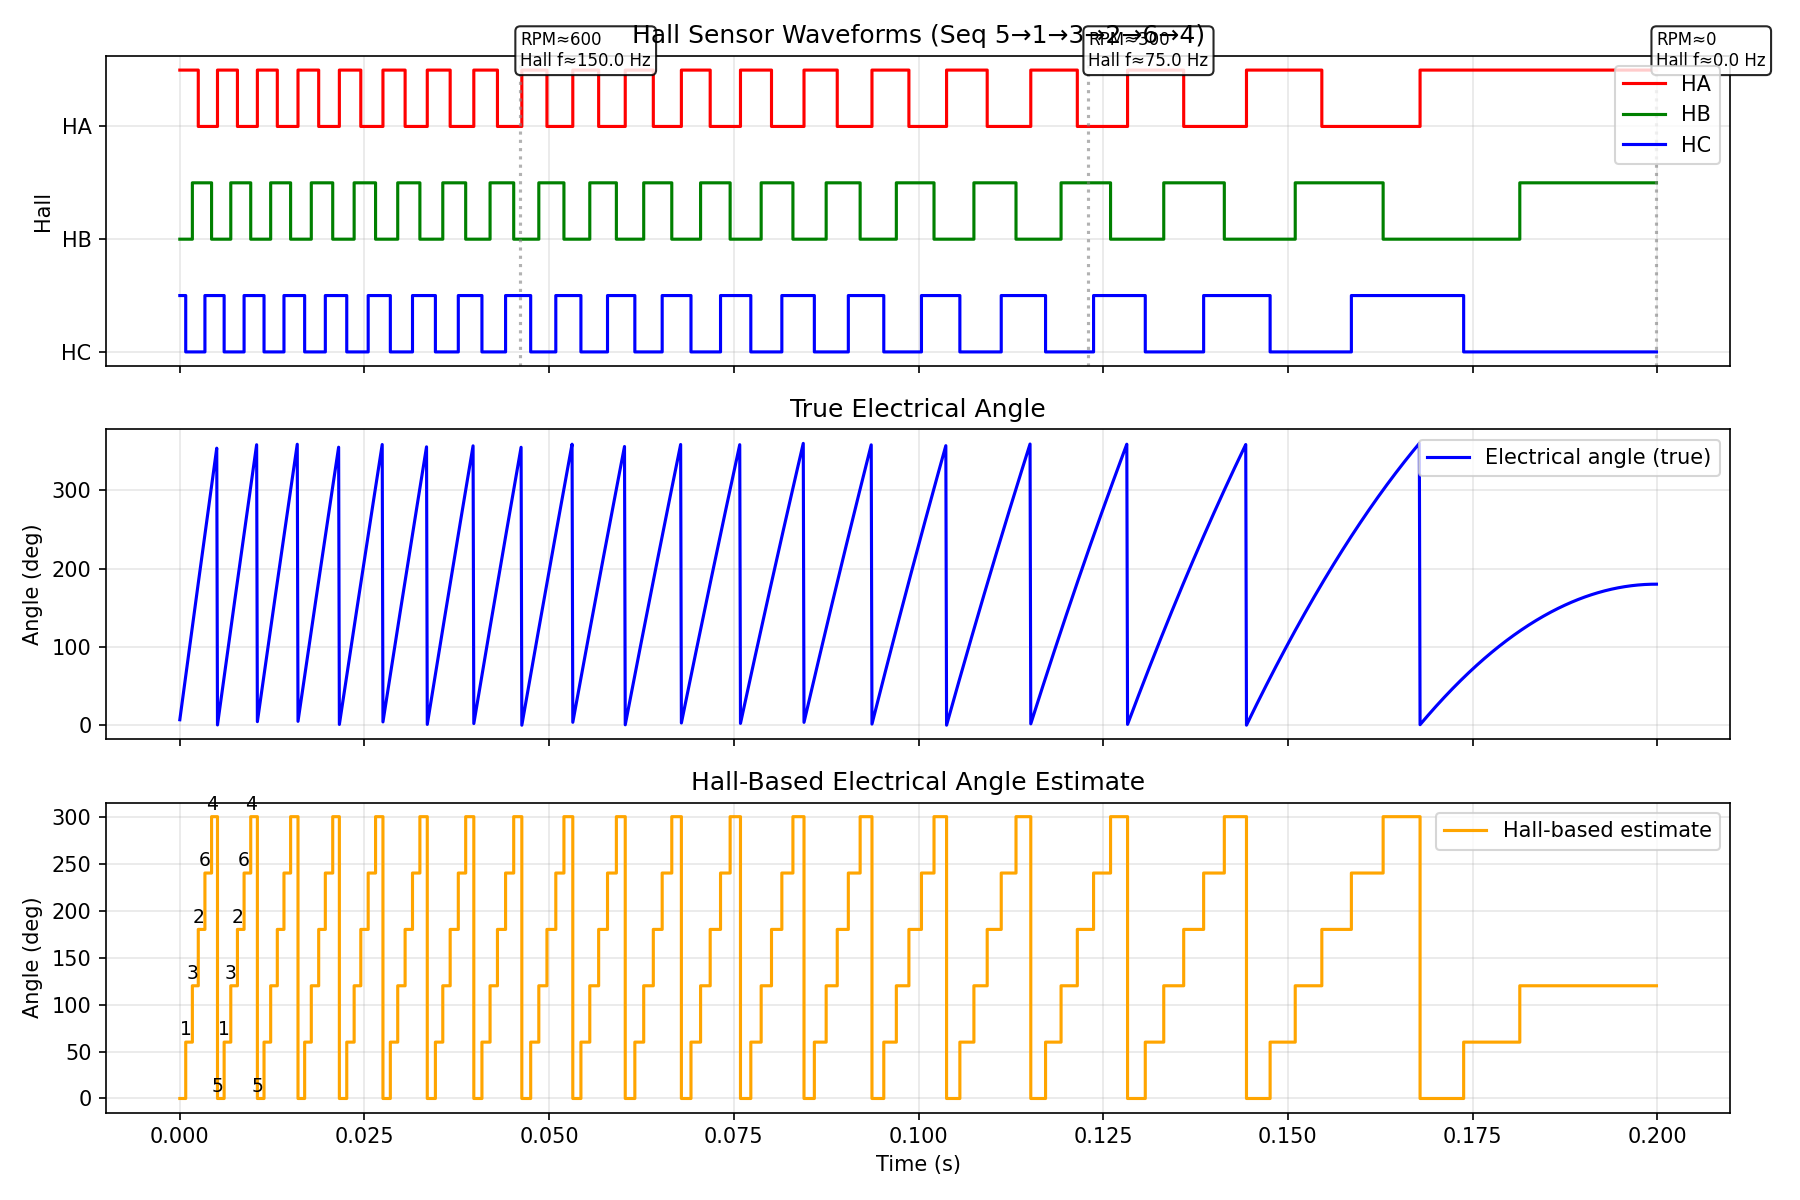 Hall Sensor Waveforms (Seq 5→1→3→2→6→4)
RPM≈600
Hall f≈150.0 Hz
RPM≈300
Hall f≈75.0 Hz
RPM≈0
Hall f≈0.0 Hz
HA
HB
HC
Hall
HA
HB
HC
True Electrical Angle
Electrical angle (true)
Angle (deg)
300
200
100
0
Hall-Based Electrical Angle Estimate
Hall-based estimate
Angle (deg)
300
250
200
150
100
50
0
4 4
6 6
2 2
3 3
1 1
5 5
0.000 0.025 0.050 0.075 0.100 0.125 0.150 0.175 0.200
Time (s)